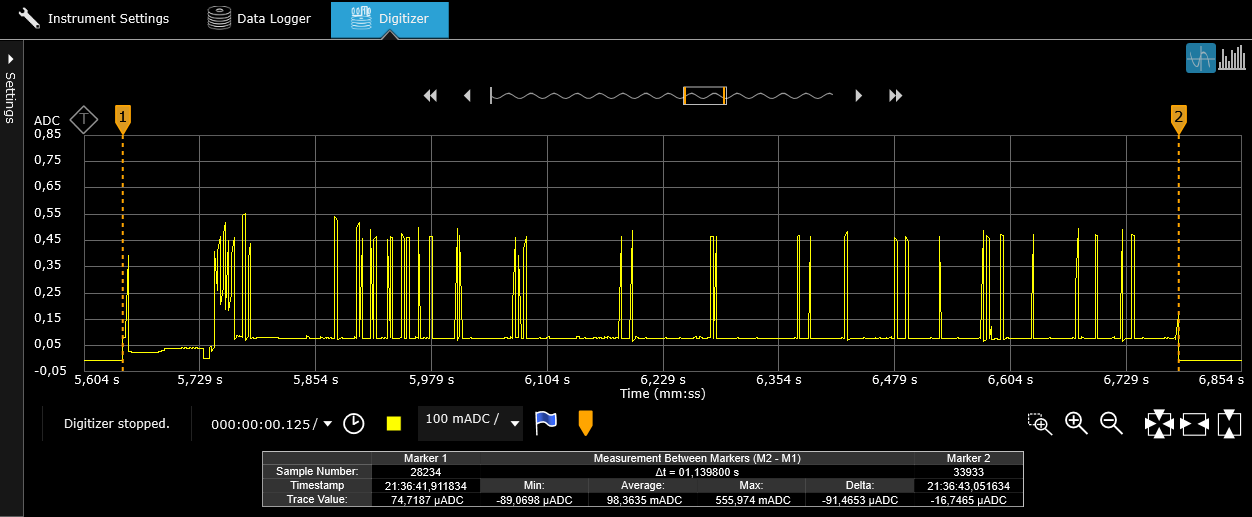 Instrument Settings Data Logger Digitizer
Settings
T 1 2
ADC
0,85
0,75
0,65
0,55
0,45
0,35
0,25
0,15
0,05
-0,05
5,604 s 5,729 s 5,854 s 5,979 s 6,104 s 6,229 s 6,354 s 6,479 s 6,604 s 6,729 s 6,854 s
Time (mm:ss)
Digitizer stopped. 000:00:00.125/ 100 mADC /
Marker 1 Measurement Between Markers (M2 - M1) Marker 2
Sample Number: 28234 Δt = 01,139800 s 33933
Timestamp 21:36:41,911834 Min: Average: Max: Delta: 21:36:43,051634
Trace Value: 74,7187 µADC -89,0698 µADC 98,3635 mADC 555,974 mADC -91,4653 µADC -16,7465 µADC